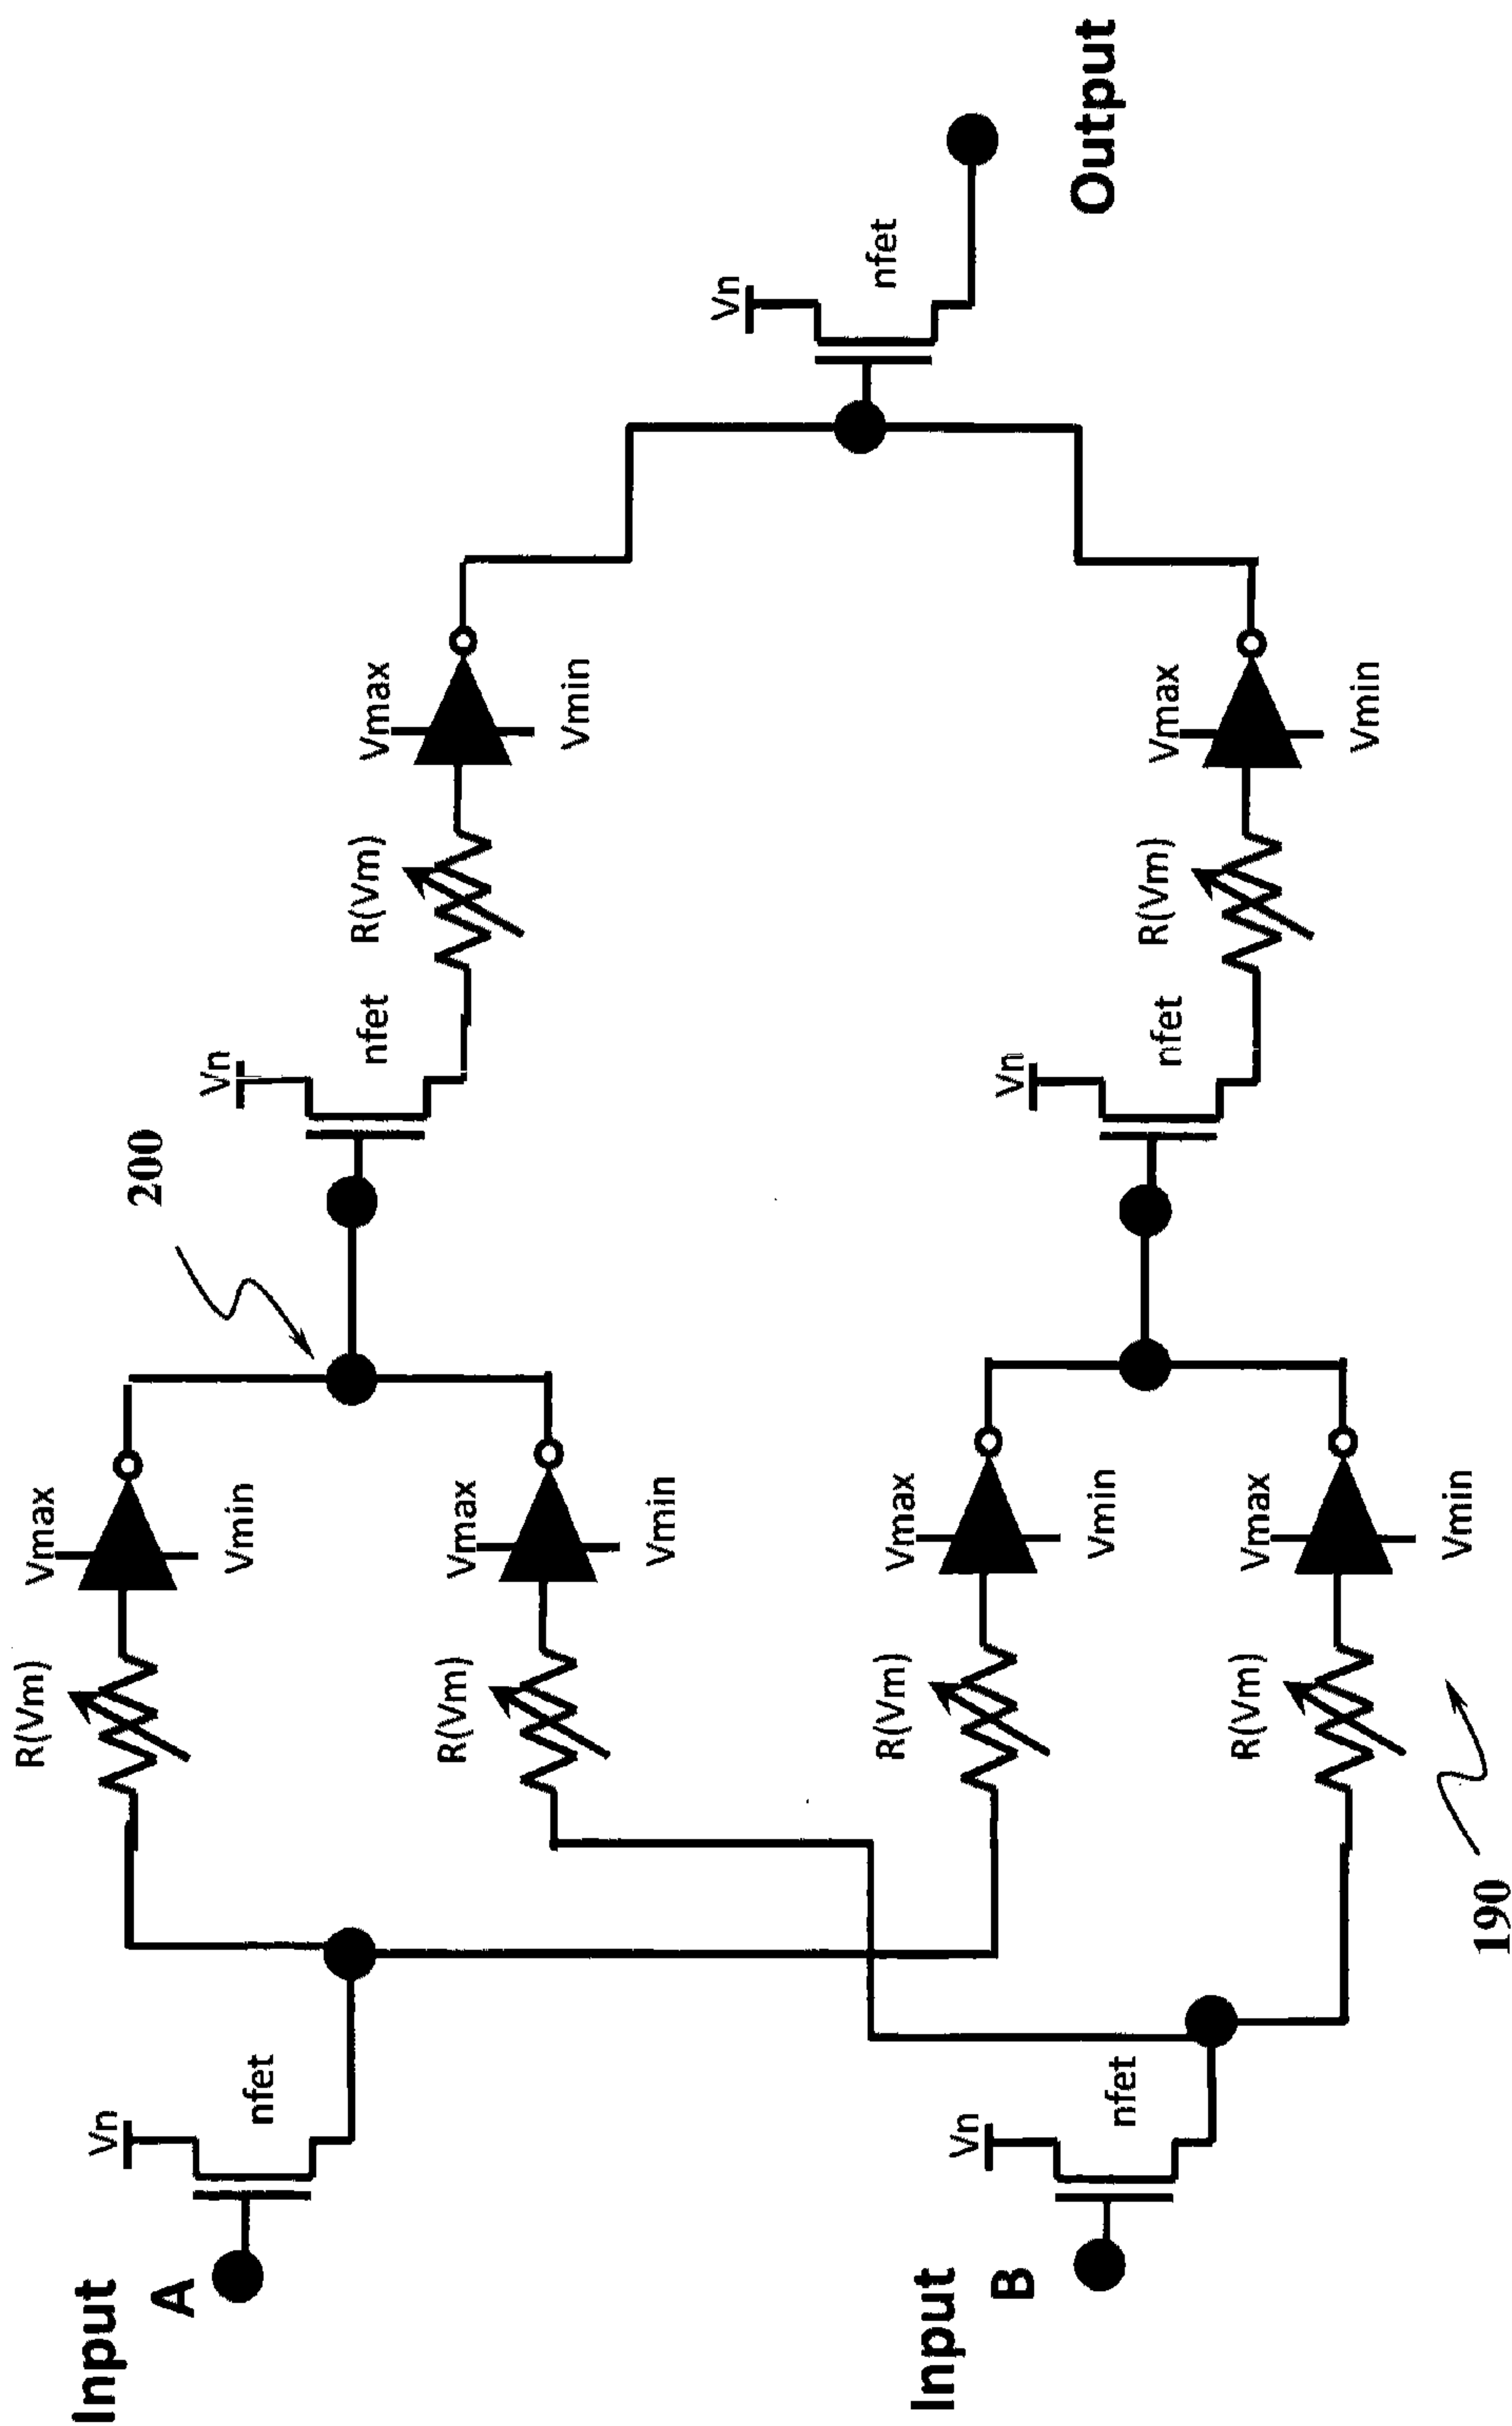 Input
A
Vn
nfet
R(Vm)
Vmax
Vmin
R(Vm)
Vmax
Vmin
200
Vn
nfet
R(Vm)
Vmax
Vmin
Vn
nfet
Output
Input
B
Vn
nfet
R(Vm)
Vmax
Vmin
R(Vm)
Vmax
Vmin
190
Vn
nfet
R(Vm)
Vmax
Vmin